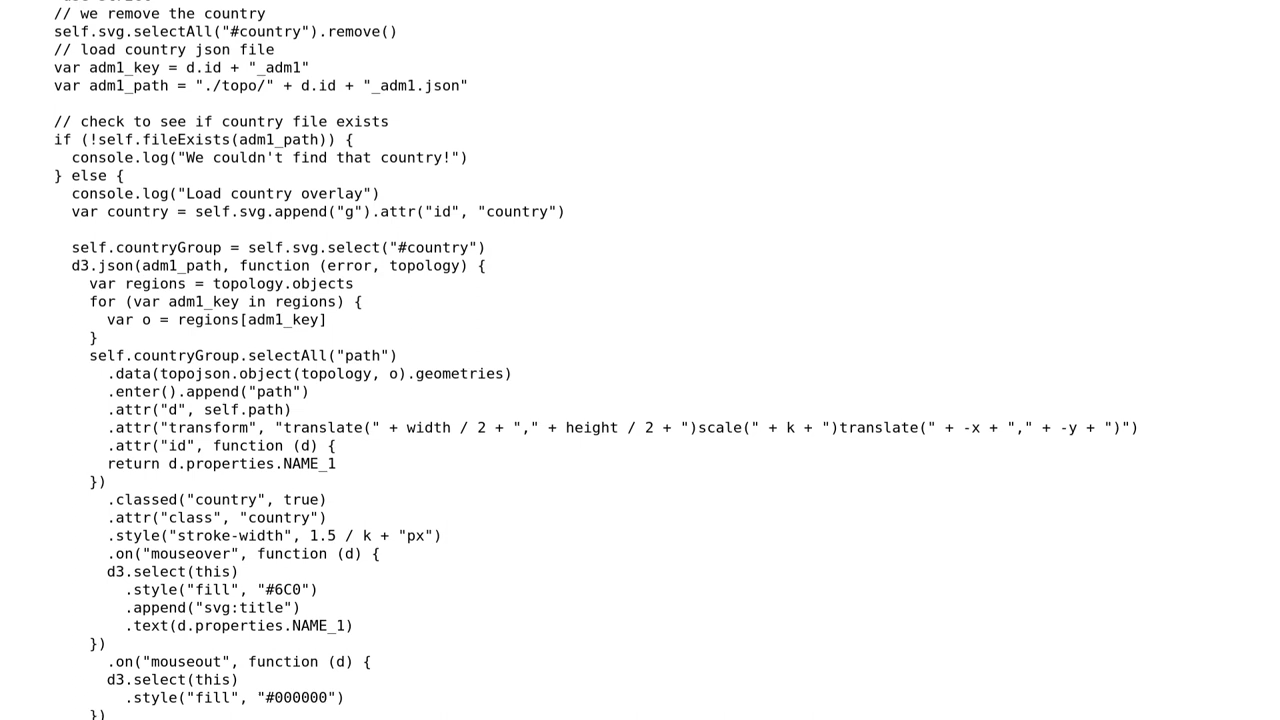 // we remove the country
self.svg.selectAll("#country").remove()
// load country json file
var adm1_key = d.id + "_adm1"
var adm1_path = "./topo/" + d.id + "_adm1.json"

// check to see if country file exists
if (!self.fileExists(adm1_path)) {
  console.log("We couldn't find that country!")
} else {
  console.log("Load country overlay")
  var country = self.svg.append("g").attr("id", "country")

  self.countryGroup = self.svg.select("#country")
  d3.json(adm1_path, function (error, topology) {
    var regions = topology.objects
    for (var adm1_key in regions) {
      var o = regions[adm1_key]
    }
    self.countryGroup.selectAll("path")
      .data(topojson.object(topology, o).geometries)
      .enter().append("path")
      .attr("d", self.path)
      .attr("transform", "translate(" + width / 2 + "," + height / 2 + ")scale(" + k + ")translate(" + -x + "," + -y + ")")
      .attr("id", function (d) {
      return d.properties.NAME_1
    })
      .classed("country", true)
      .attr("class", "country")
      .style("stroke-width", 1.5 / k + "px")
      .on("mouseover", function (d) {
      d3.select(this)
        .style("fill", "#6C0")
        .append("svg:title")
        .text(d.properties.NAME_1)
    })
      .on("mouseout", function (d) {
      d3.select(this)
        .style("fill", "#000000")
    })